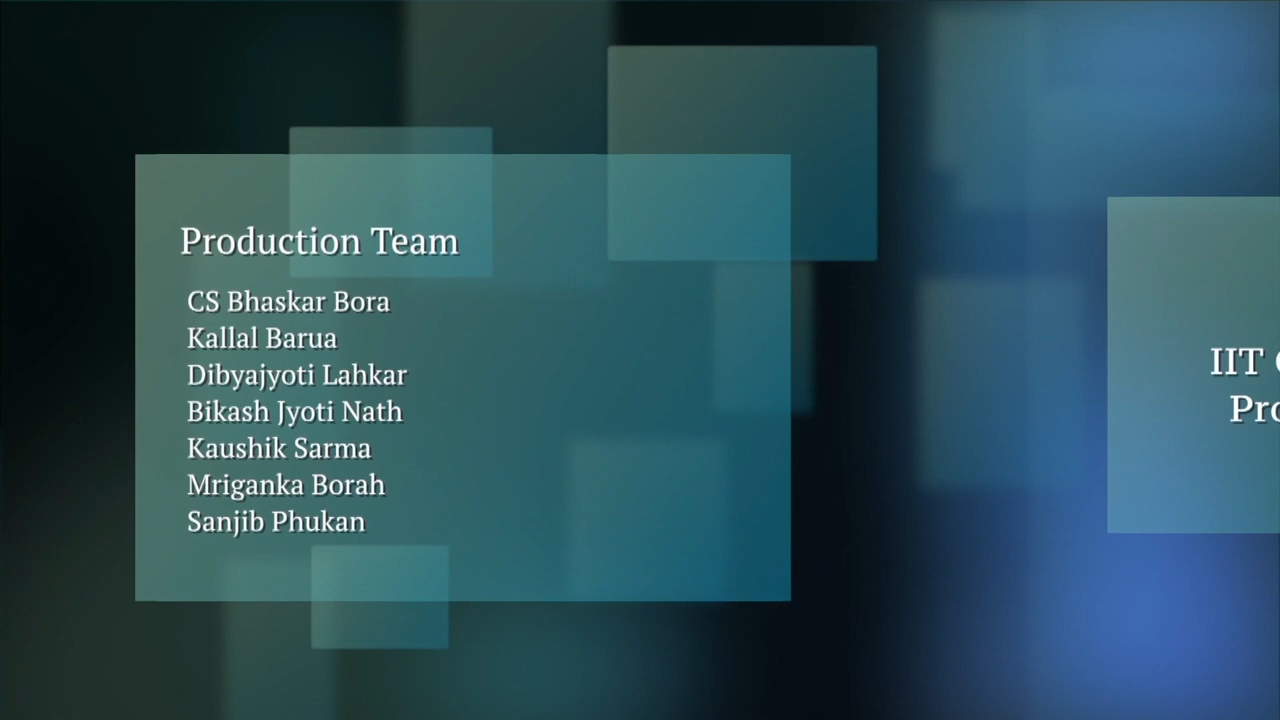 Production Team
CS Bhaskar Bora
Kallal Barua
Dibyajyoti Lahkar
Bikash Jyoti Nath
Kaushik Sarma
Mriganka Borah
Sanjib Phukan
IIT